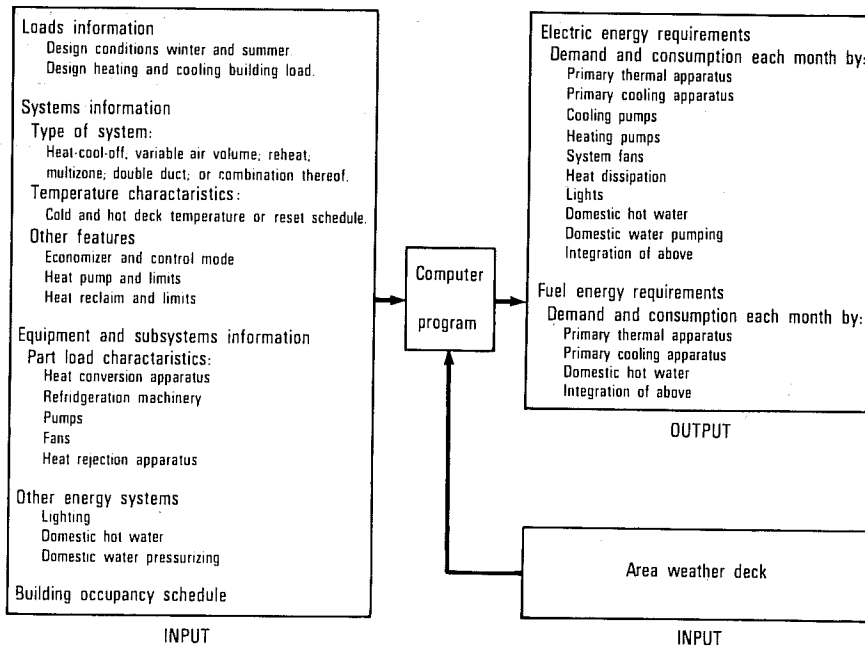 Loads information
Design conditions winter and summer.
Design heating and cooling building load.
Systems information
Type of system:
Heat-cool-off, variable air volume; reheat;
multizone; double duct; or combination thereof.
Temperature charactaristics:
Cold and hot deck temperature or reset schedule.
Other features
Economizer and control mode
Heat pump and limits
Heat reclaim and limits
Equipment and subsystems information
Part load charactaristics:
Heat conversion apparatus
Refridgeration machinery
Pumps
Fans
Heat rejection apparatus
Other energy systems
Lighting
Domestic hot water
Domestic water pressurizing
Building occupancy schedule
INPUT
Computer
program
Electric energy requirements
Demand and consumption each month by:
Primary thermal apparatus
Primary cooling apparatus
Cooling pumps
Heating pumps
System fans
Heat dissipation
Lights
Domestic hot water
Domestic water pumping
Integration of above
Fuel energy requirements
Demand and consumption each month by:
Primary thermal apparatus
Primary cooling apparatus
Domestic hot water
Integration of above
OUTPUT
Area weather deck
INPUT